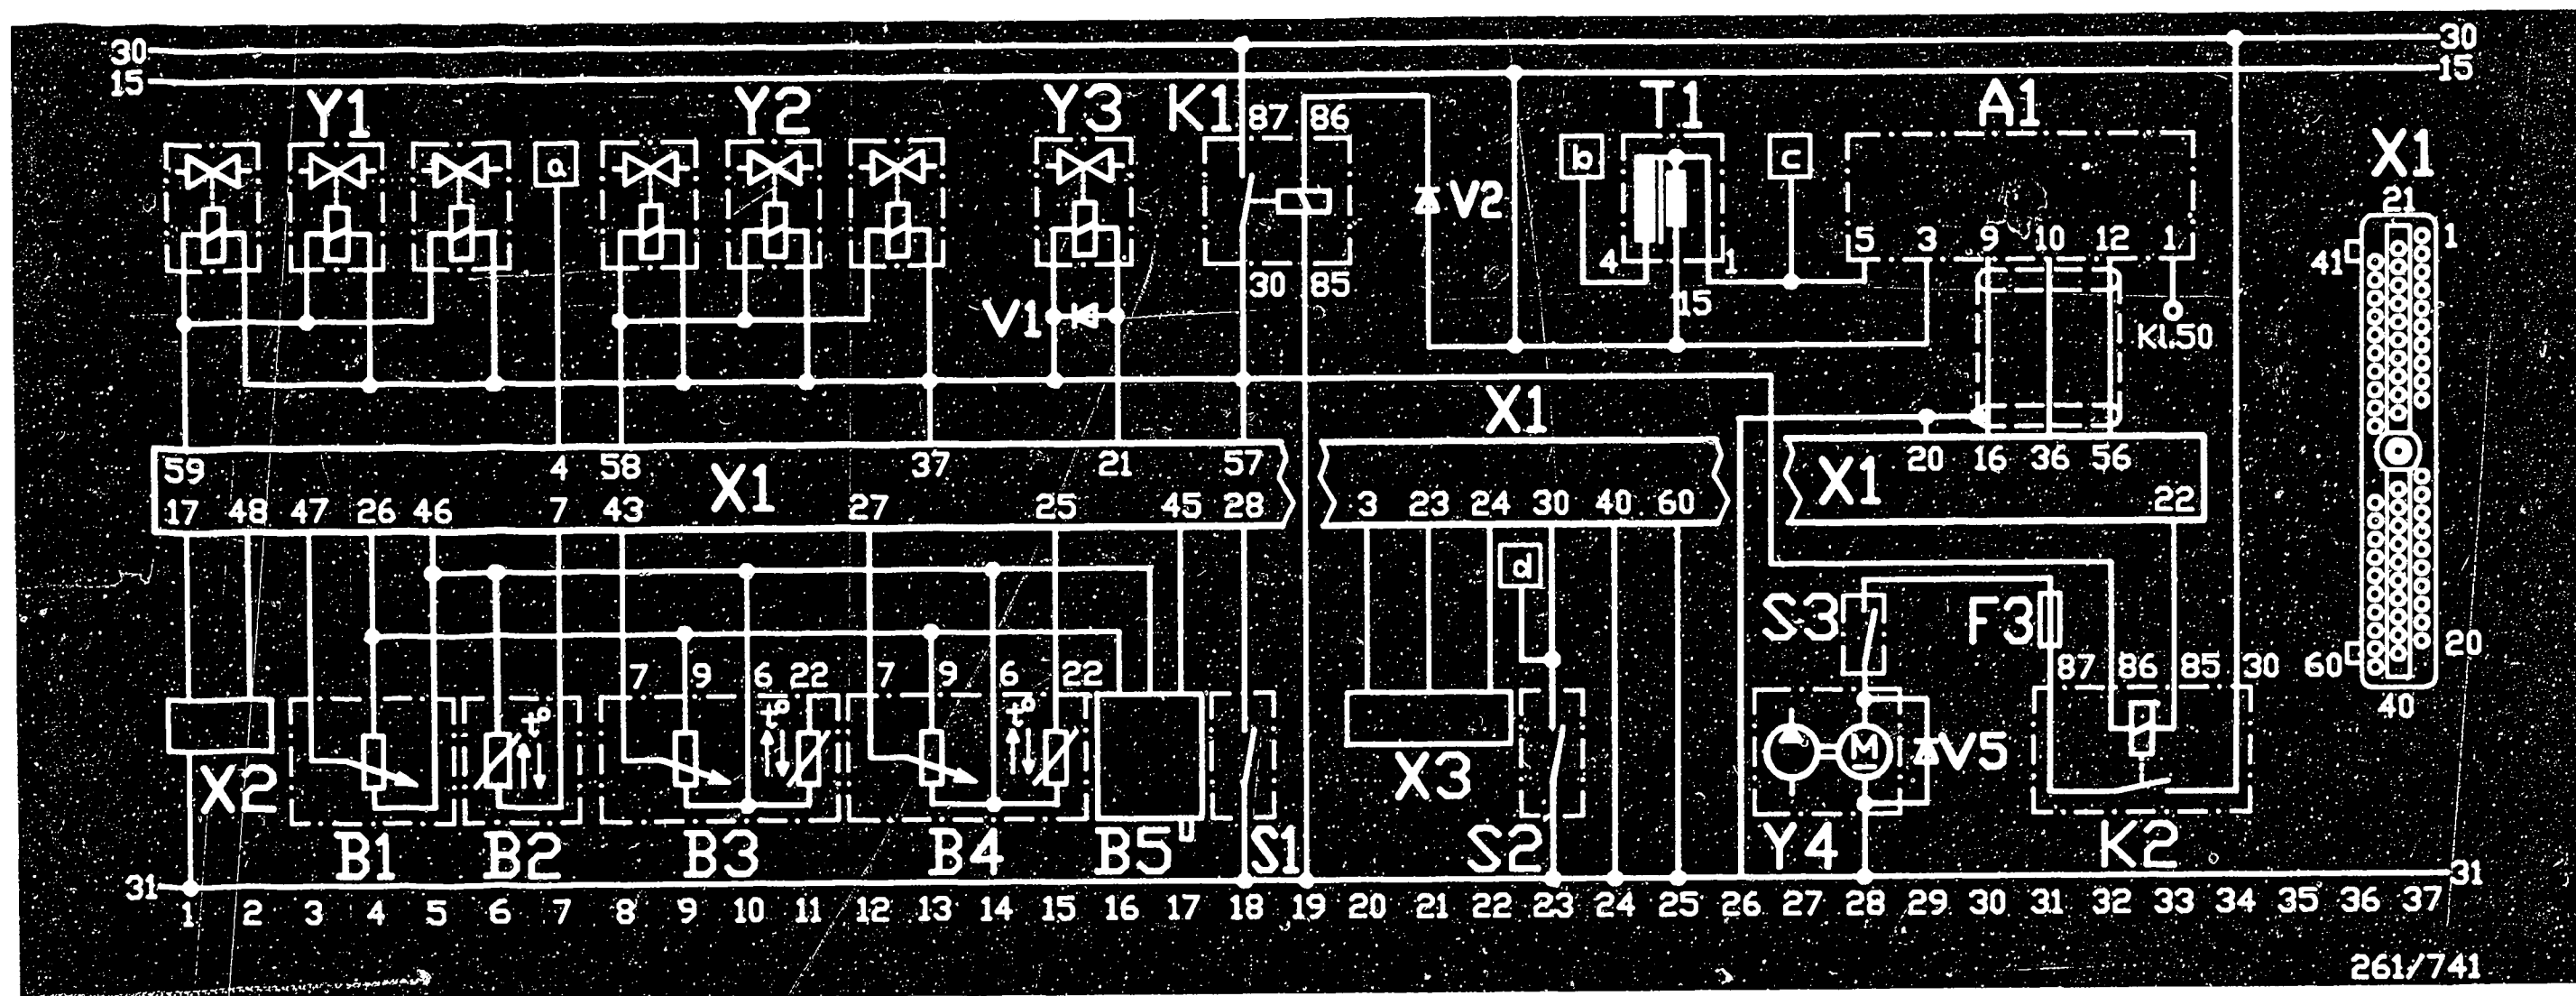 30 30
15 15
Y1 Y2 Y3 K1 87 86 T1 A1 X1
a b c V2 21
41 1
5 3 9 10 12 1
4 1
30 85 15
V1 Kl.50
X1
59 4 58 37 21 57 20 16 36 56
X1 X1
17 48 47 26 46 7 43 27 25 45 28 3 23 24 30 40 60 22
d
S3 F3
7 9 6 22 7 9 6 22 87 86 85 30 60 20
40
t° t° t°
M V5
X2 X3
B1 B2 B3 B4 B5 S1 S2 Y4 K2
31 31
1 2 3 4 5 6 7 8 9 10 11 12 13 14 15 16 17 18 19 20 21 22 23 24 25 26 27 28 29 30 31 32 33 34 35 36 37
261/741